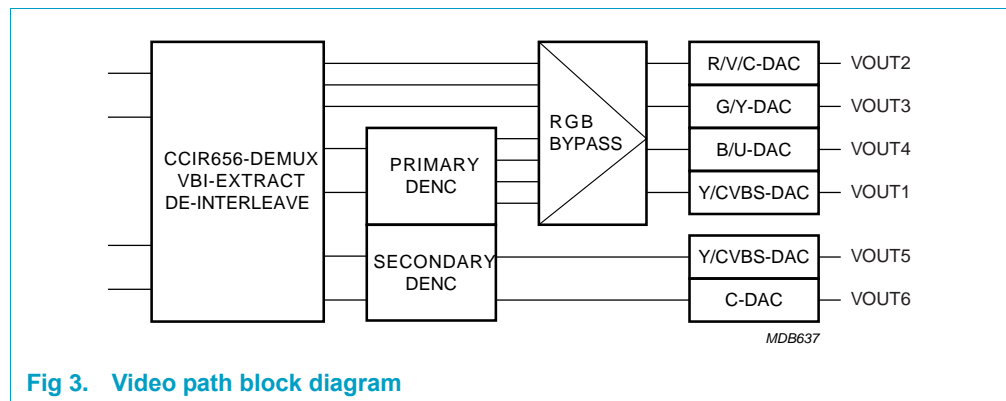 CCIR656-DEMUX
VBI-EXTRACT
DE-INTERLEAVE
PRIMARY
DENC
SECONDARY
DENC
RGB
BYPASS
R/V/C-DAC
VOUT2
G/Y-DAC
VOUT3
B/U-DAC
VOUT4
Y/CVBS-DAC
VOUT1
Y/CVBS-DAC
VOUT5
C-DAC
VOUT6
MDB637
Fig 3. Video path block diagram